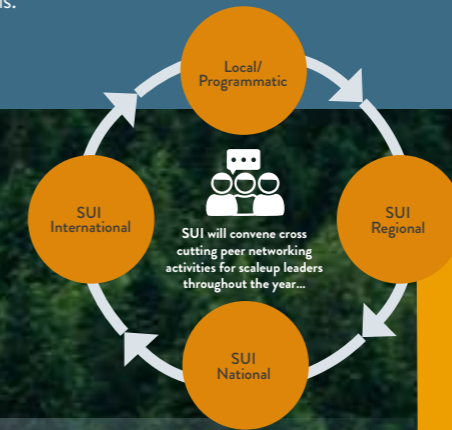 Local/
Programmatic
SUI
International
SUI will convene cross
cutting peer networking
activities for scaleup leaders
throughout the year...
SUI
Regional
SUI
National